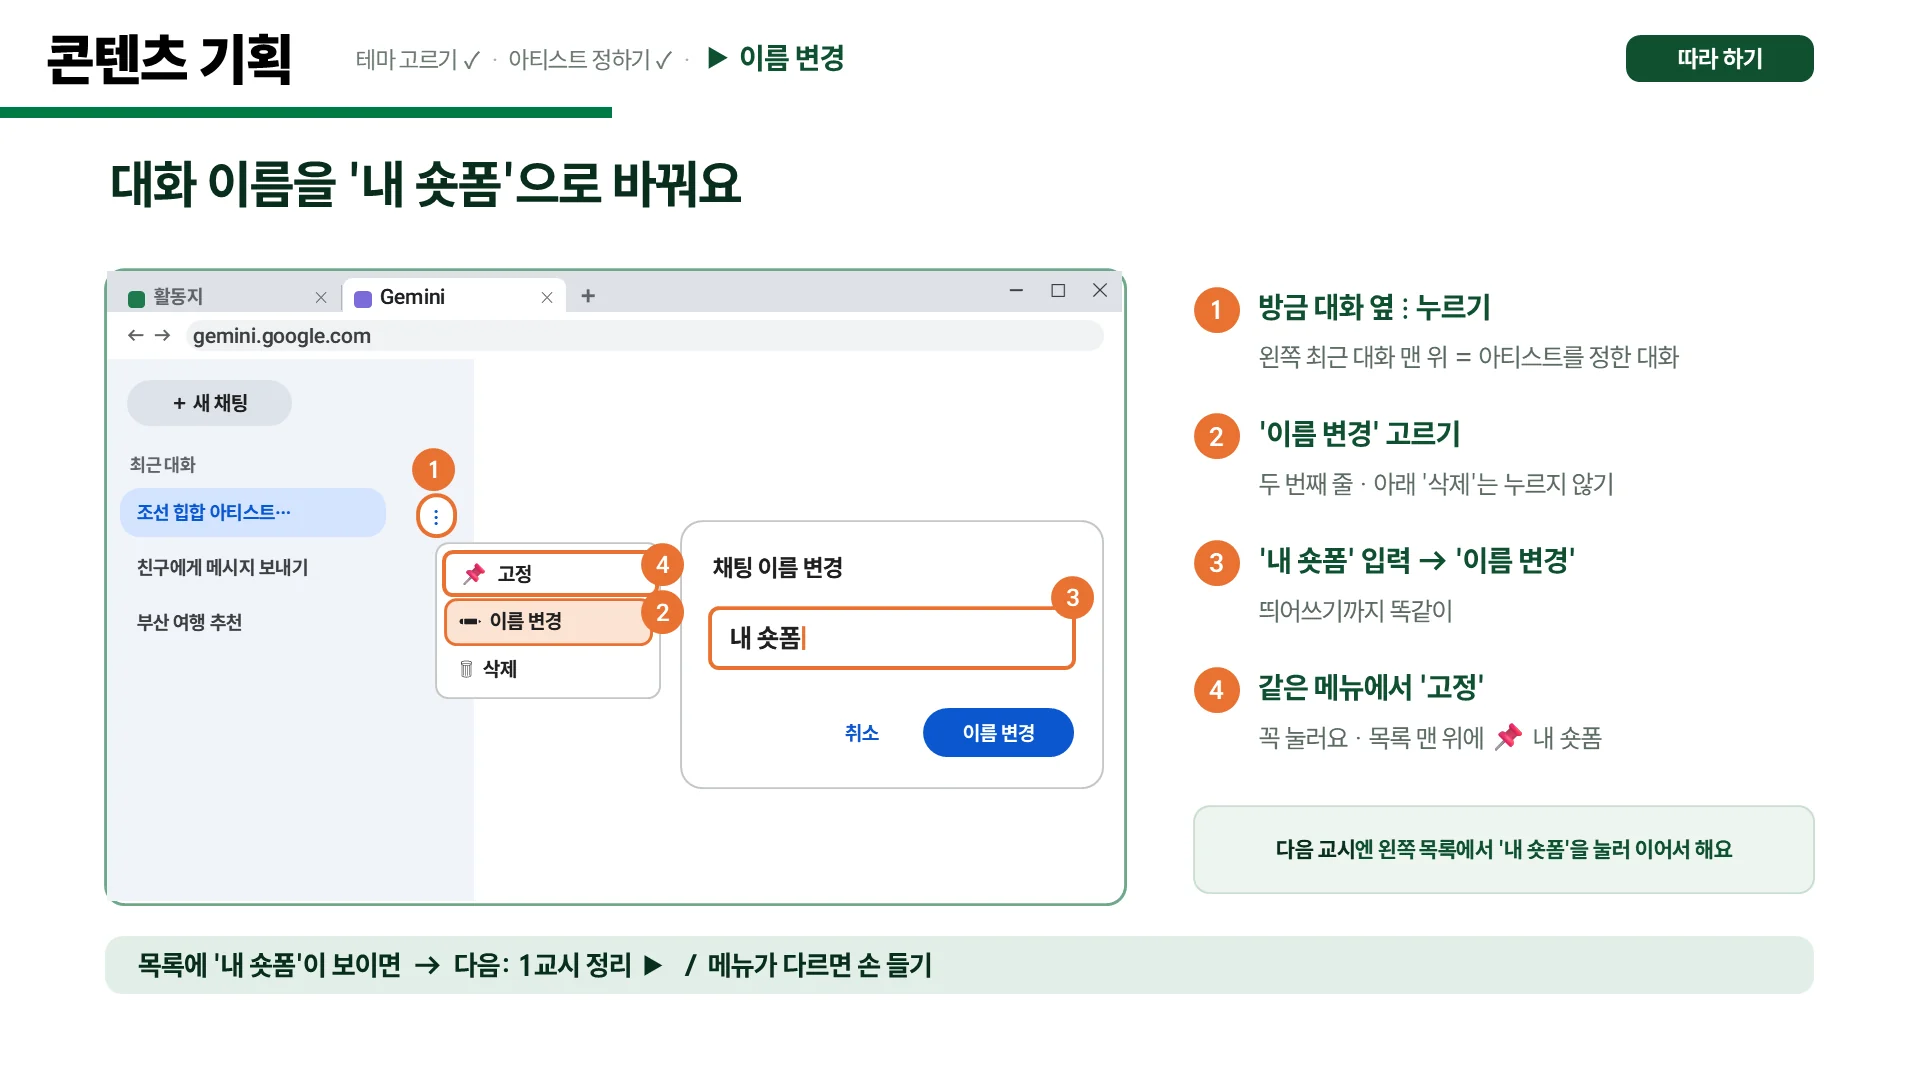 콘텐츠 기획
테마 고르기 ✓ · 아티스트 정하기 ✓ · ▶ 이름 변경
따라 하기
대화 이름을 '내 숏폼'으로 바꿔요
활동지 × Gemini × +
← → gemini.google.com
+ 새 채팅
최근 대화
조선 힙합 아티스트…
친구에게 메시지 보내기
부산 여행 추천
1
⋮
📌 고정 4
✏ 이름 변경 2
🗑 삭제
채팅 이름 변경
3
내 숏폼
취소 이름 변경
1 방금 대화 옆 ⋮ 누르기
왼쪽 최근 대화 맨 위 = 아티스트를 정한 대화
2 '이름 변경' 고르기
두 번째 줄 · 아래 '삭제'는 누르지 않기
3 '내 숏폼' 입력 → '이름 변경'
띄어쓰기까지 똑같이
4 같은 메뉴에서 '고정'
꼭 눌러요 · 목록 맨 위에 📌 내 숏폼
다음 교시엔 왼쪽 목록에서 '내 숏폼'을 눌러 이어서 해요
목록에 '내 숏폼'이 보이면 → 다음: 1교시 정리 ▶ / 메뉴가 다르면 손 들기